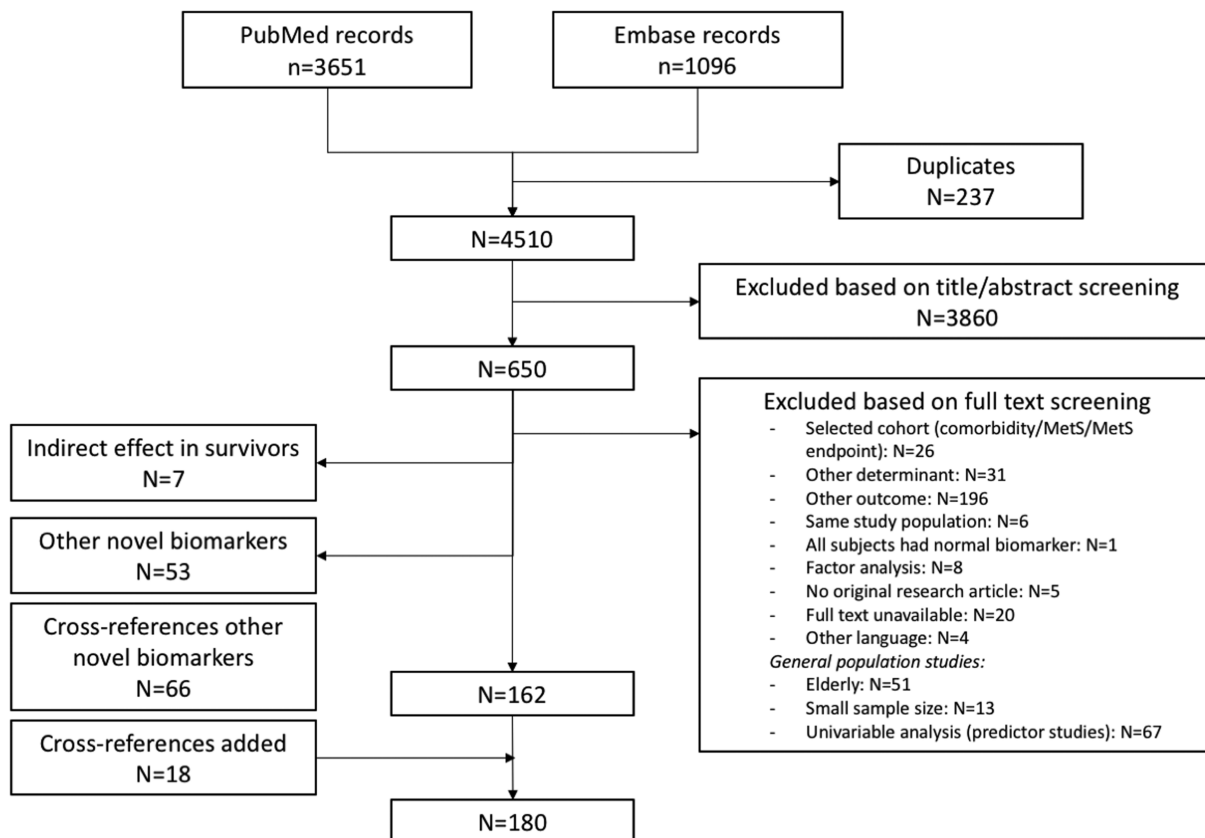 PubMed records
n=3651
Embase records
n=1096
Duplicates
N=237
N=4510
Excluded based on title/abstract screening
N=3860
N=650
Excluded based on full text screening
- Selected cohort (comorbidity/MetS/MetS
endpoint): N=26
- Other determinant: N=31
- Other outcome: N=196
- Same study population: N=6
- All subjects had normal biomarker: N=1
- Factor analysis: N=8
- No original research article: N=5
- Full text unavailable: N=20
- Other language: N=4
General population studies:
- Elderly: N=51
- Small sample size: N=13
- Univariable analysis (predictor studies): N=67
Indirect effect in survivors
N=7
Other novel biomarkers
N=53
Cross-references other
novel biomarkers
N=66
N=162
Cross-references added
N=18
N=180